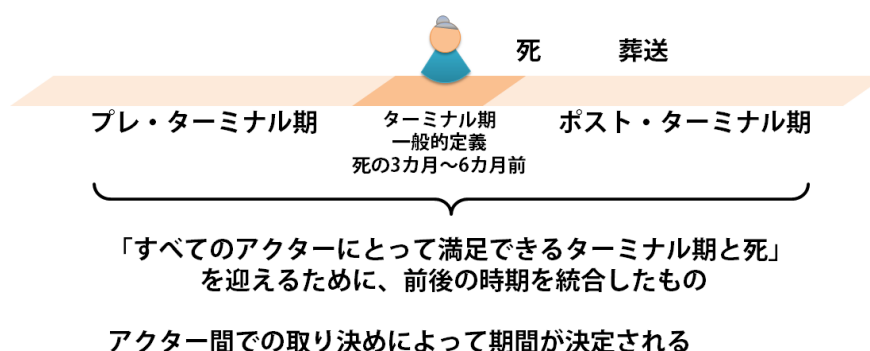 死 葬送
プレ・ターミナル期
ターミナル期
一般的定義
死の3カ月～6カ月前
ポスト・ターミナル期
「すべてのアクターにとって満足できるターミナル期と死」
を迎えるために、前後の時期を統合したもの
アクター間での取り決めによって期間が決定される